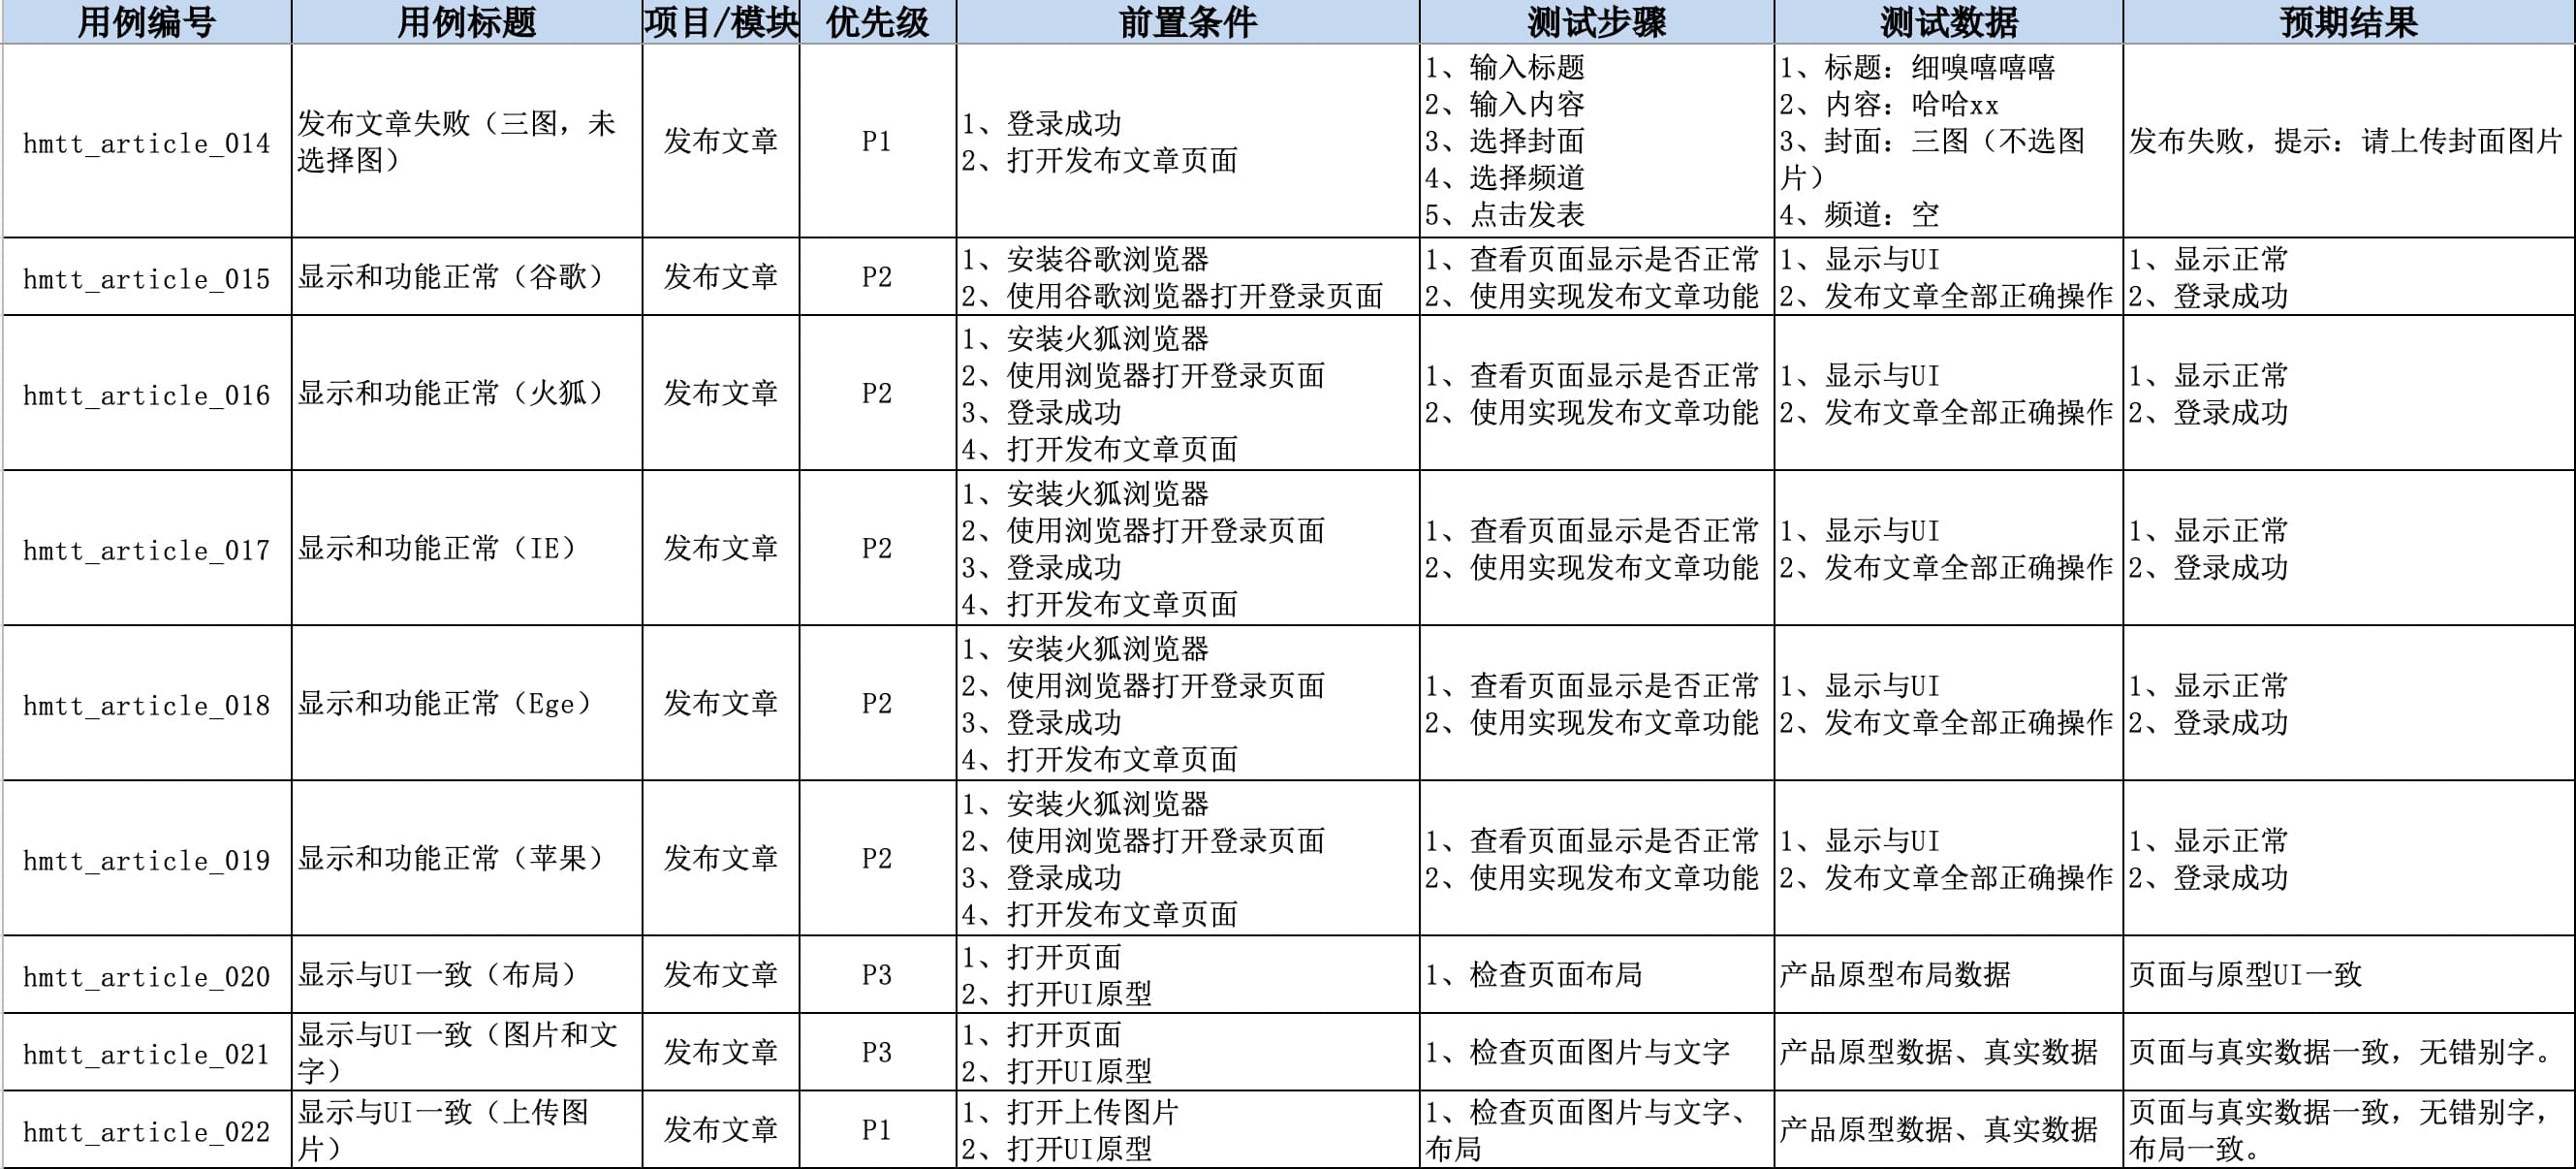 用例编号 用例标题 项目/模块 优先级 前置条件 测试步骤 测试数据 预期结果
hmtt_article_014
发布文章失败（三图，未
选择图）
发布文章
P1
1、登录成功
2、打开发布文章页面
1、输入标题
2、输入内容
3、选择封面
4、选择频道
5、点击发表
1、标题：细嗅嘻嘻嘻
2、内容：哈哈xx
3、封面：三图（不选图
片）
4、频道：空
发布失败，提示：请上传封面图片
hmtt_article_015
显示和功能正常（谷歌）
发布文章
P2
1、安装谷歌浏览器
2、使用谷歌浏览器打开登录页面
1、查看页面显示是否正常
2、使用实现发布文章功能
1、显示与UI
2、发布文章全部正确操作
1、显示正常
2、登录成功
hmtt_article_016
显示和功能正常（火狐）
发布文章
P2
1、安装火狐浏览器
2、使用浏览器打开登录页面
3、登录成功
4、打开发布文章页面
1、查看页面显示是否正常
2、使用实现发布文章功能
1、显示与UI
2、发布文章全部正确操作
1、显示正常
2、登录成功
hmtt_article_017
显示和功能正常（IE）
发布文章
P2
1、安装火狐浏览器
2、使用浏览器打开登录页面
3、登录成功
4、打开发布文章页面
1、查看页面显示是否正常
2、使用实现发布文章功能
1、显示与UI
2、发布文章全部正确操作
1、显示正常
2、登录成功
hmtt_article_018
显示和功能正常（Ege）
发布文章
P2
1、安装火狐浏览器
2、使用浏览器打开登录页面
3、登录成功
4、打开发布文章页面
1、查看页面显示是否正常
2、使用实现发布文章功能
1、显示与UI
2、发布文章全部正确操作
1、显示正常
2、登录成功
hmtt_article_019
显示和功能正常（苹果）
发布文章
P2
1、安装火狐浏览器
2、使用浏览器打开登录页面
3、登录成功
4、打开发布文章页面
1、查看页面显示是否正常
2、使用实现发布文章功能
1、显示与UI
2、发布文章全部正确操作
1、显示正常
2、登录成功
hmtt_article_020
显示与UI一致（布局）
发布文章
P3
1、打开页面
2、打开UI原型
1、检查页面布局
产品原型布局数据
页面与原型UI一致
hmtt_article_021
显示与UI一致（图片和文
字）
发布文章
P3
1、打开页面
2、打开UI原型
1、检查页面图片与文字
产品原型数据、真实数据
页面与真实数据一致，无错别字。
hmtt_article_022
显示与UI一致（上传图
片）
发布文章
P1
1、打开上传图片
2、打开UI原型
1、检查页面图片与文字、
布局
产品原型数据、真实数据
页面与真实数据一致，无错别字，
布局一致。